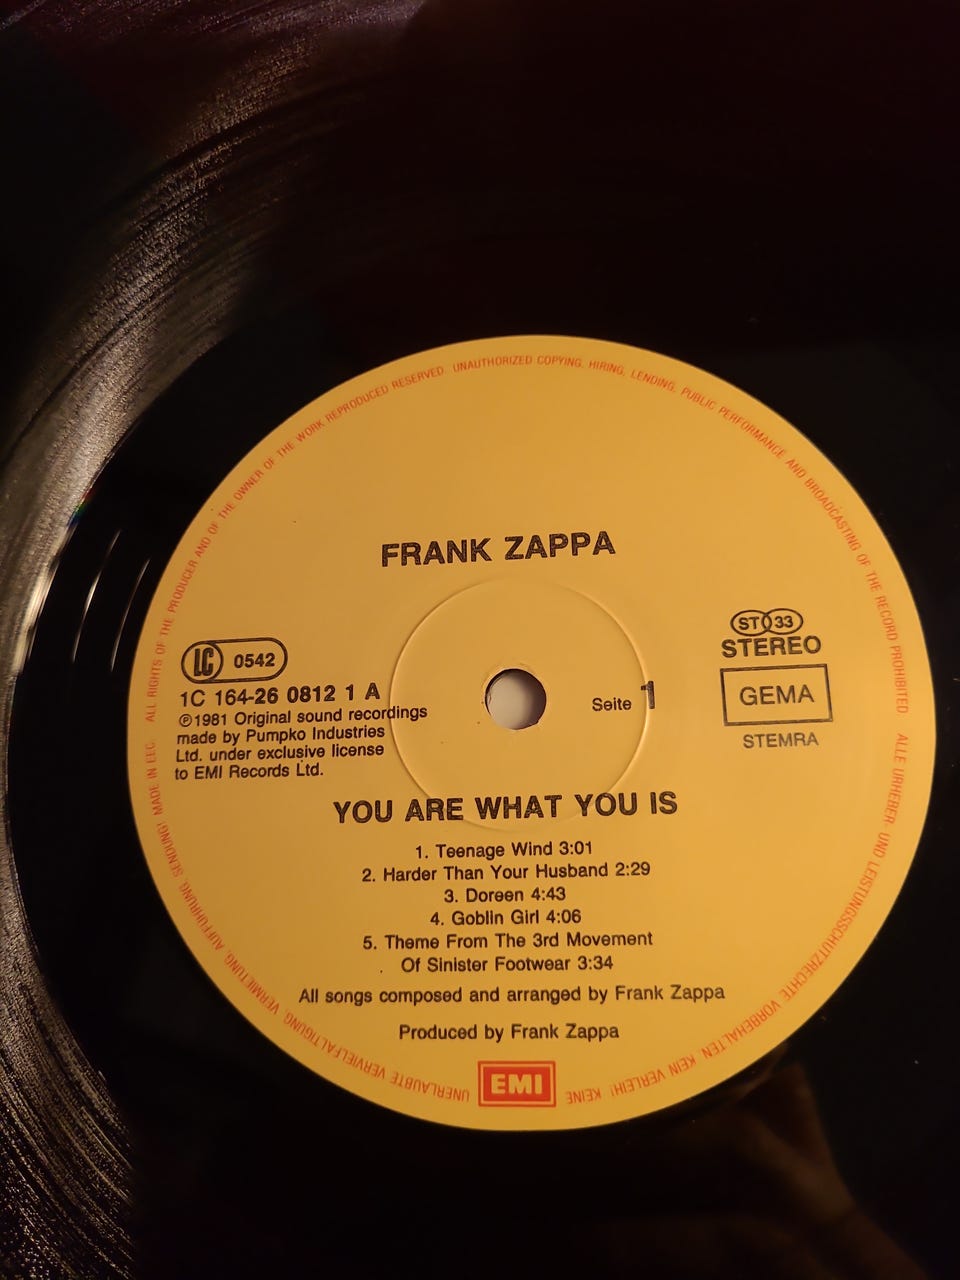 ALL RIGHTS OF THE PRODUCER AND OF THE OWNER OF THE WORK REPRODUCED RESERVED. UNAUTHORIZED COPYING, HIRING, LENDING, PUBLIC PERFORMANCE AND BROADCASTING OF THE RECORD PROHIBITED
FRANK ZAPPA
LC 0542
1C 164-26 0812 1 A
℗1981 Original sound recordings
made by Pumpko Industries
Ltd. under exclusive license
to EMI Records Ltd.
Seite 1
ST 33
STEREO
GEMA
STEMRA
YOU ARE WHAT YOU IS
1. Teenage Wind 3:01
2. Harder Than Your Husband 2:29
3. Doreen 4:43
4. Goblin Girl 4:06
5. Theme From The 3rd Movement
Of Sinister Footwear 3:34
All songs composed and arranged by Frank Zappa
Produced by Frank Zappa
EMI
ALLE URHEBER- UND LEISTUNGSSCHUTZRECHTE VORBEHALTEN. KEIN VERLEIH! KEINE
UNERLAUBTE VERVIELFÄLTIGUNG, VERMIETUNG, AUFFÜHRUNG, SENDUNG! MADE IN EEC